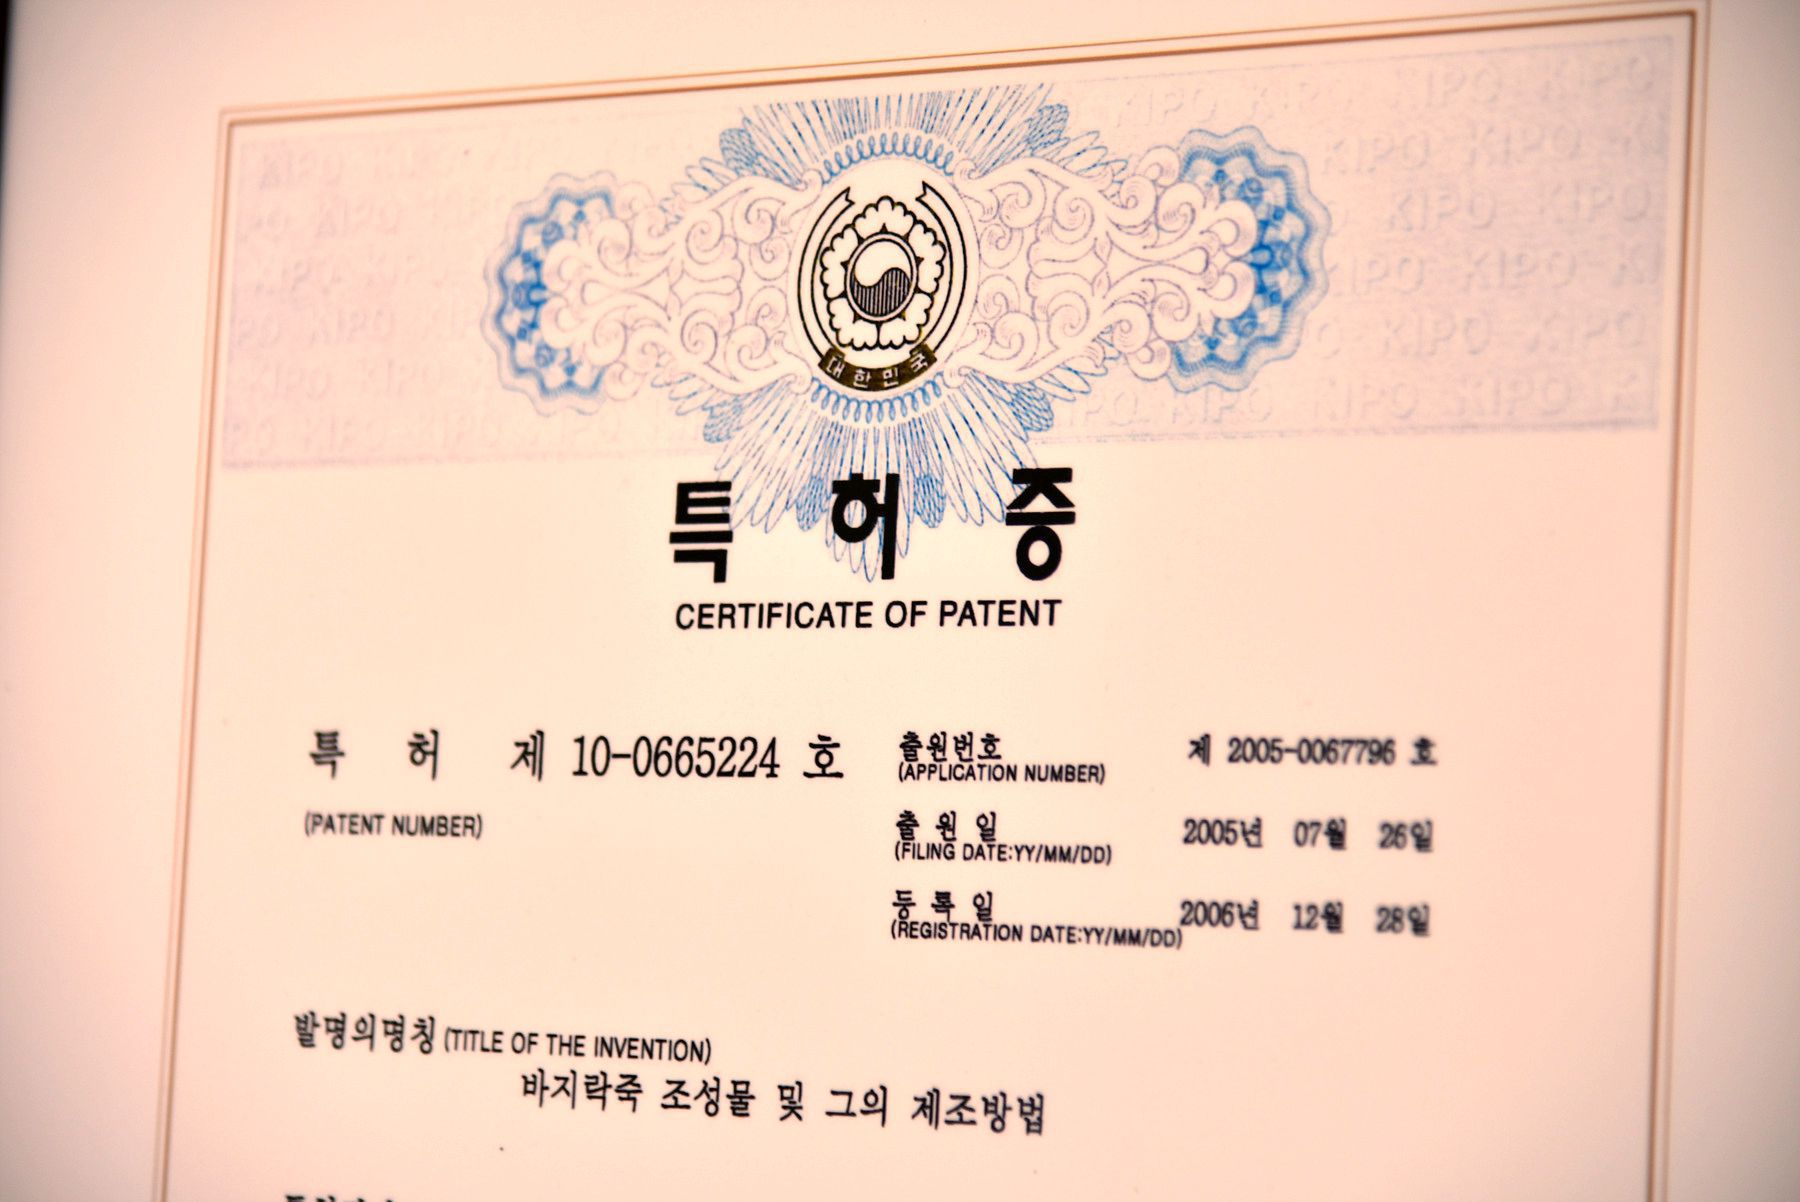 KIPO KIPO KIPO KIPO
대한민국
특 허 증
CERTIFICATE OF PATENT
특 허 제 10-0665224 호
(PATENT NUMBER)
출원번호 제 2005-0067796 호
(APPLICATION NUMBER)
출 원 일 2005년 07월 26일
(FILING DATE:YY/MM/DD)
등 록 일 2006년 12월 28일
(REGISTRATION DATE:YY/MM/DD)
발명의명칭 (TITLE OF THE INVENTION)
바지락죽 조성물 및 그의 제조방법